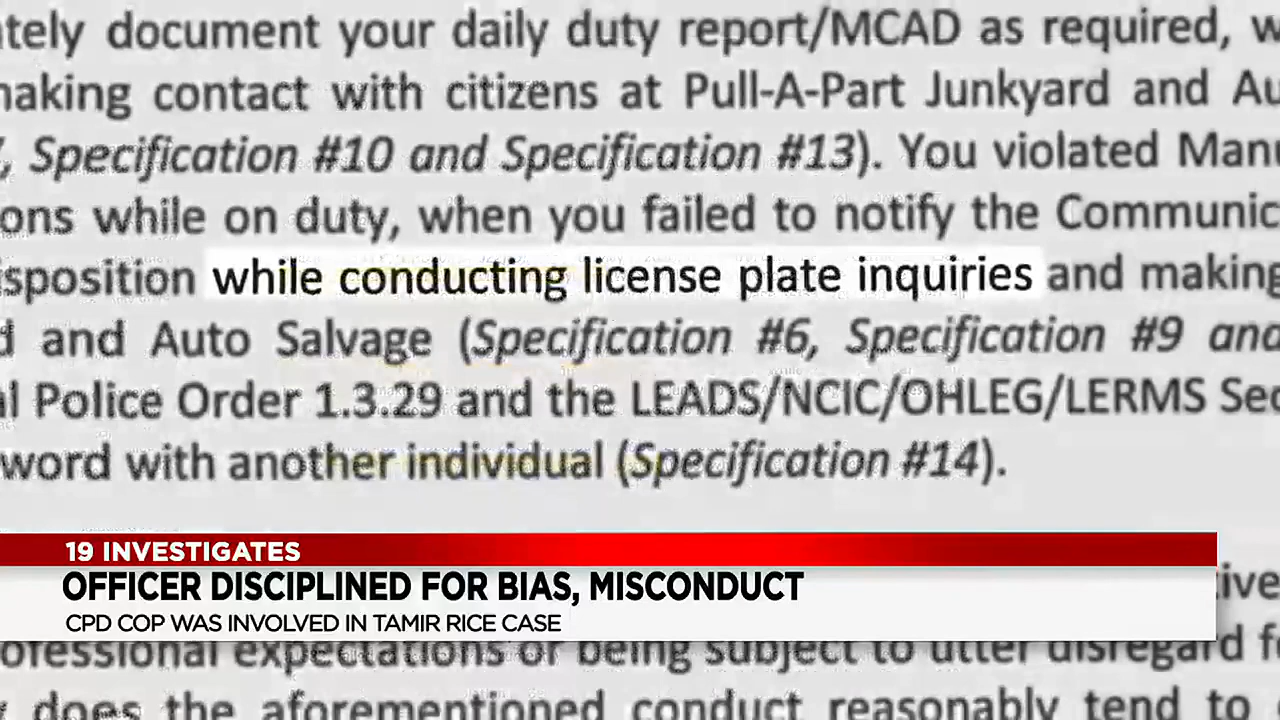 tely document your daily duty report/MCAD as required, w
making contact with citizens at Pull-A-Part Junkyard and Au
, Specification #10 and Specification #13). You violated Manu
ons while on duty, when you failed to notify the Communic
isposition while conducting license plate inquiries and making
d and Auto Salvage (Specification #6, Specification #9 and
l Police Order 1.3.29 and the LEADS/NCIC/OHLEG/LERMS Sec
word with another individual (Specification #14).
19 INVESTIGATES
OFFICER DISCIPLINED FOR BIAS, MISCONDUCT
CPD COP WAS INVOLVED IN TAMIR RICE CASE
tive
ofessional expectations or being subject to utter disregard f
does the aforementioned conduct reasonably tend to